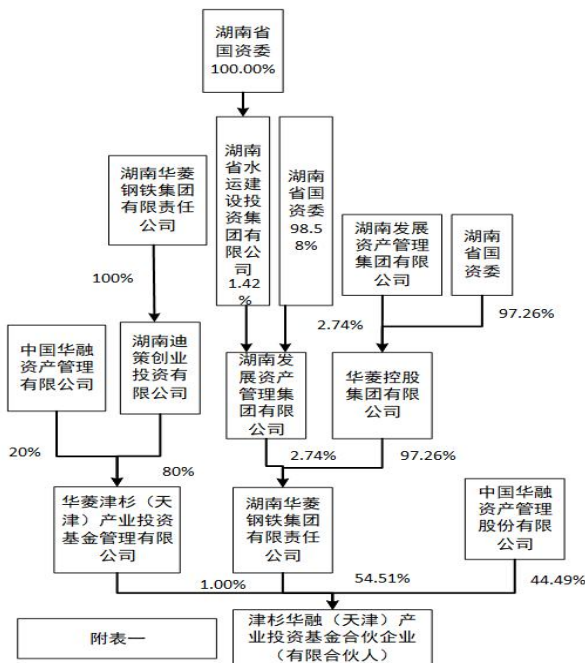 湖南省
国资委
100.00%
湖南华菱
钢铁集团
有限责任
公司
湖南
省水
运建
设投
资集
团有
限公
司
1.42
%
湖南
省国
资委
98.5
8%
湖南发展
资产管理
集团有限
公司
湖南
省国
资委
100%
2.74%
97.26%
中国华融
资产管理
有限公司
湖南迪
策创业
投资有
限公司
湖南发
展资产
管理集
团有限
公司
华菱控股
集团有限
公司
20%
80%
2.74%
97.26%
华菱津杉（天
津）产业投资
基金管理有限
公司
湖南华菱
钢铁集团
有限责任
公司
中国华融
资产管理
股份有限
公司
1.00%
54.51%
44.49%
附表一
津杉华融（天津）产
业投资基金合伙企业
（有限合伙人）